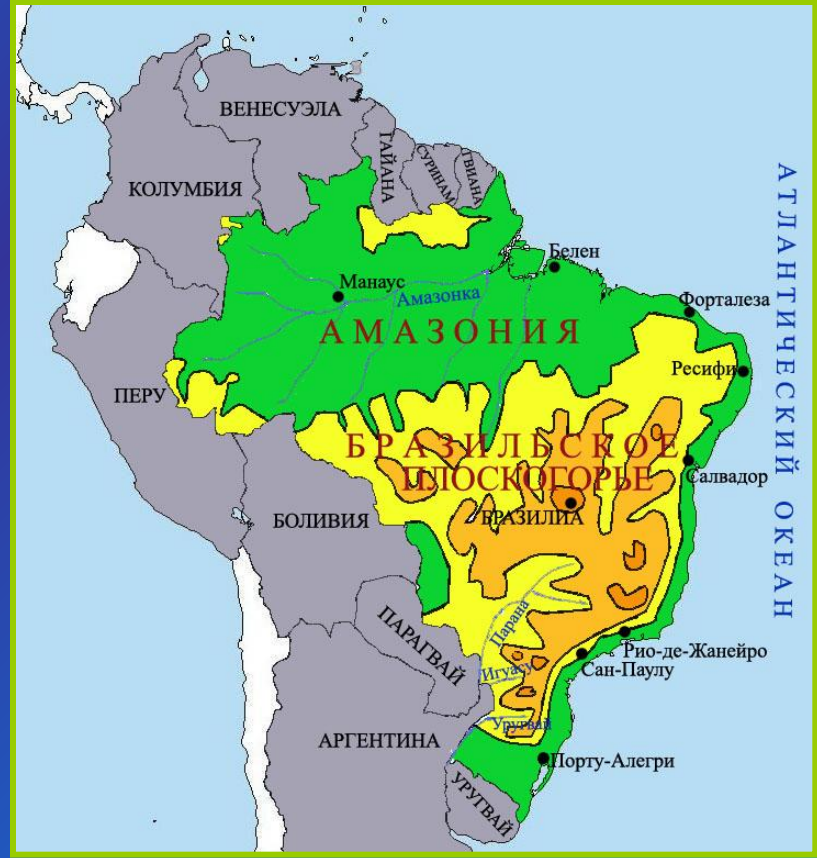 ВЕНЕСУЭЛА
ГАЙАНА
СУРИНАМ
ГВИАНА
КОЛУМБИЯ
АТЛАНТИЧЕСКИЙ ОКЕАН
Белен
Манаус
Амазонка
Форталеза
АМАЗОНИЯ
Ресифи
ПЕРУ
БРАЗИЛЬСКОЕ
ПЛОСКОГОРЬЕ
Салвадор
БОЛИВИЯ
БРАЗИЛИА
ПАРАГВАЙ
Парана
Рио-де-Жанейро
Сан-Паулу
Игуасу
Уругвай
АРГЕНТИНА
Порту-Алегри
УРУГВАЙ